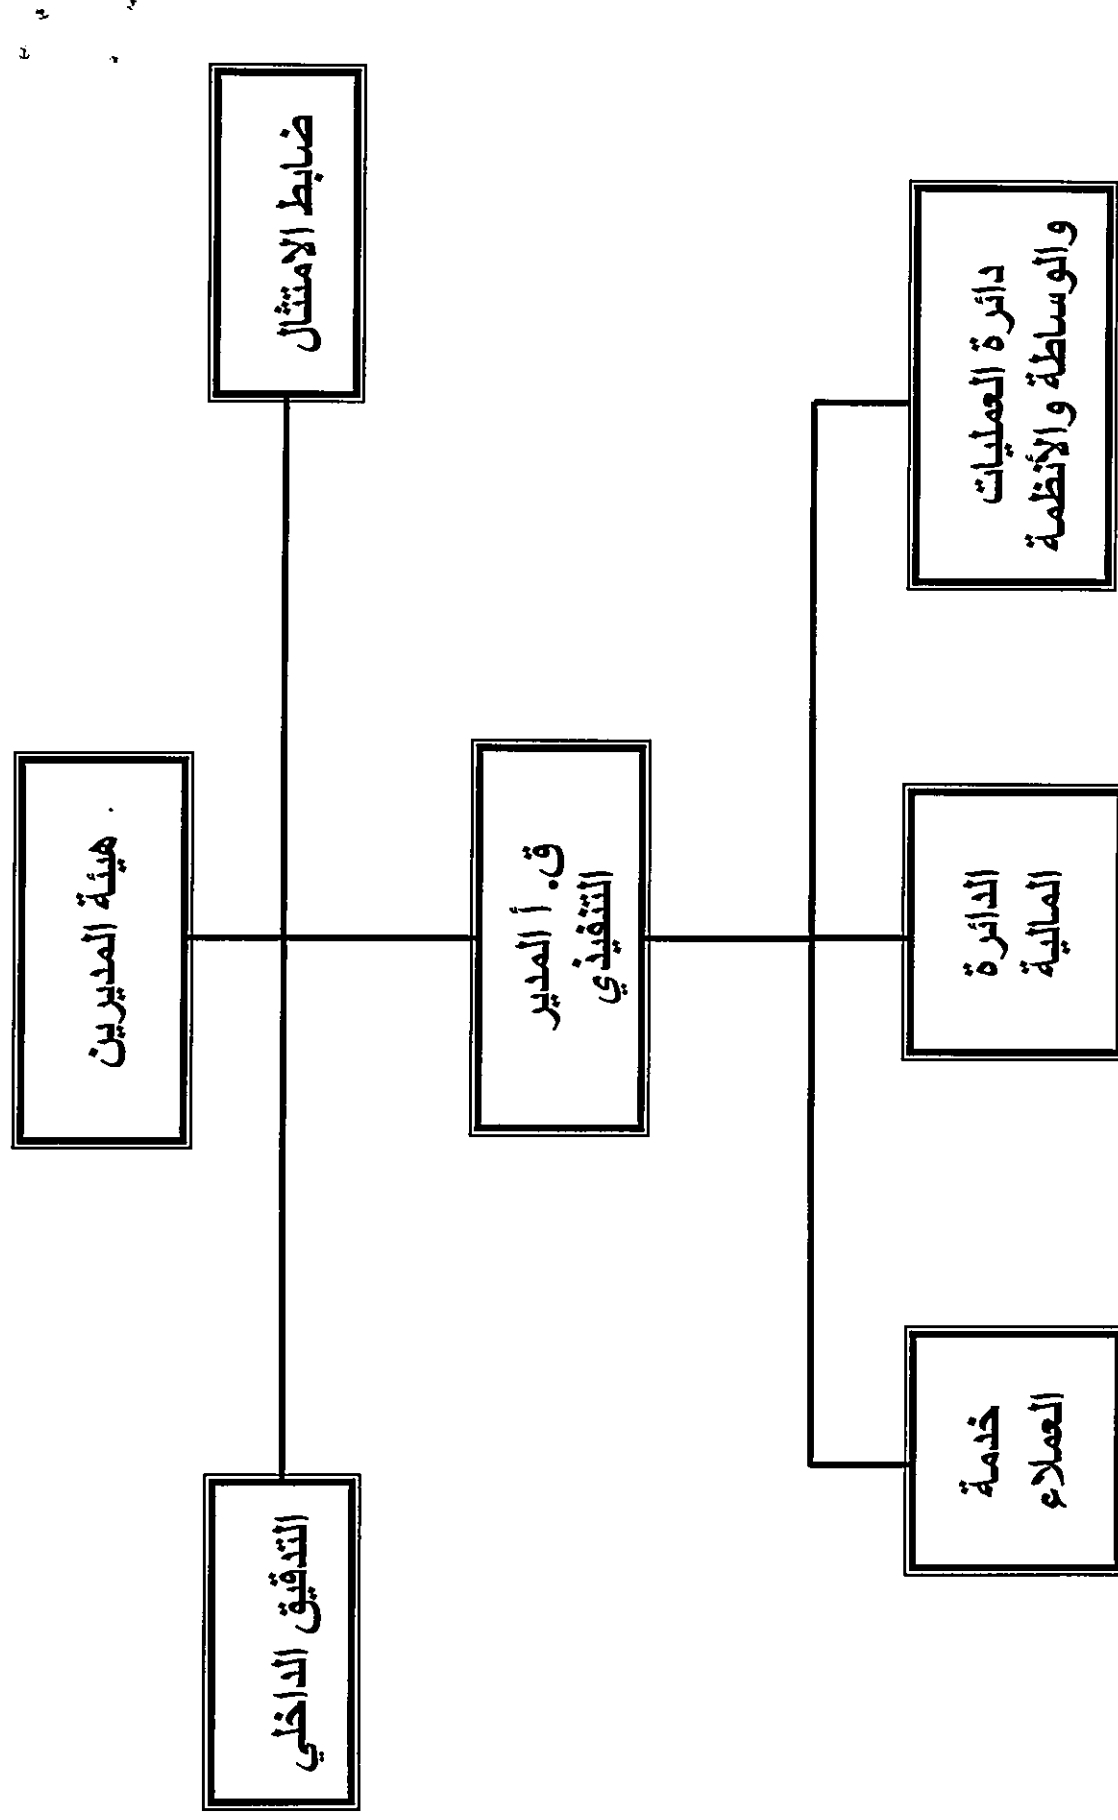 هيئة المديرين
ضابط الامتثال
التدقيق الداخلي
ق. أ المدير
التنفيذي
دائرة العمليات
والوساطة والأنظمة
الدائرة
المالية
خدمة
العملاء